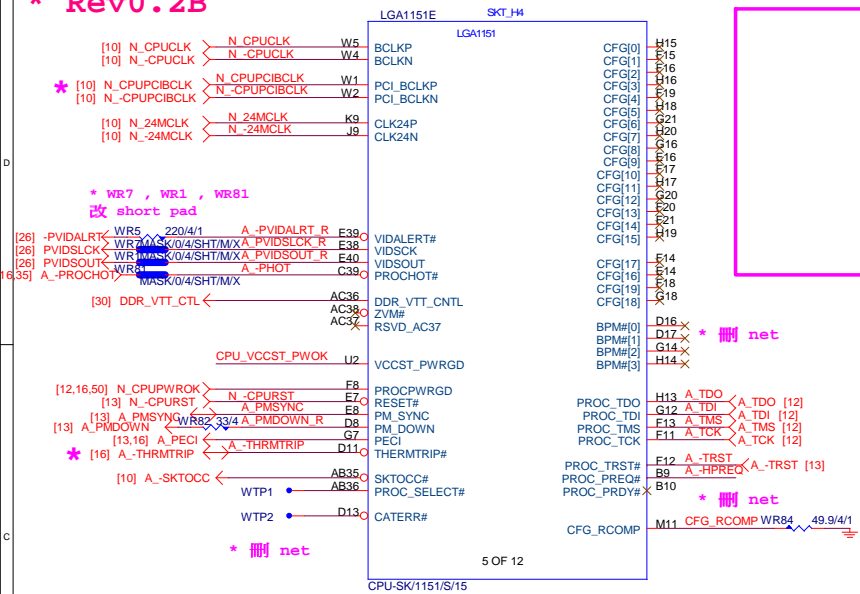 * Rev0.2B
LGA1151E SKT_H4
LGA1151
[10] N_CPUCLK N_CPUCLK W5 BCLKP
[10] N_-CPUCLK N_-CPUCLK W4 BCLKN
* [10] N_CPUPCIBCLK N_CPUPCIBCLK W1 PCI_BCLKP
[10] N_-CPUPCIBCLK N_-CPUPCIBCLK W2 PCI_BCLKN
[10] N_24MCLK N_24MCLK K9 CLK24P
[10] N_-24MCLK N_-24MCLK J9 CLK24N
CFG[0] H15
CFG[1] F15
CFG[2] F16
CFG[3] H16
CFG[4] F19
CFG[5] H18
CFG[6] G21
CFG[7] H20
CFG[8] G16
CFG[9] E16
CFG[10] F17
CFG[11] H17
CFG[12] G20
CFG[13] F20
CFG[14] F21
CFG[15] H19
CFG[17] F14
CFG[16] E14
CFG[19] F18
CFG[18] G18
D
* WR7 , WR1 , WR81
改 short pad
[26] -PVIDALRT WR5 220/4/1 A_-PVIDALRT_R E39 VIDALERT#
[26] PVIDSLCK WR7 MASK/0/4/SHT/M/X A_PVIDSLCK_R E38 VIDSCK
[26] PVIDSOUT WR1 MASK/0/4/SHT/M/X A_PVIDSOUT_R E40 VIDSOUT
16,35] A_-PROCHOT WR81 A_-PHOT C39 PROCHOT#
MASK/0/4/SHT/M/X
[30] DDR_VTT_CTL AC36 DDR_VTT_CNTL
AC38 ZVM#
AC37 RSVD_AC37
BPM#[0] D16
BPM#[1] D17
BPM#[2] G14
BPM#[3] H14
* 刪 net
CPU_VCCST_PWOK U2 VCCST_PWRGD
[12,16,50] N_CPUPWROK F8 PROCPWRGD
[13] N_-CPURST N_-CPURST E7 RESET#
[13] A_PMSYNC A_PMSYNC E8 PM_SYNC
[13] A_PMDOWN WR82 33/4 A_PMDOWN_R D8 PM_DOWN
[13,16] A_PECI G7 PECI
* [16] A_-THRMTRIP A_-THRMTRIP D11 THERMTRIP#
[10] A_-SKTOCC AB35 SKTOCC#
WTP1 AB36 PROC_SELECT#
WTP2 D13 CATERR#
* 刪 net
PROC_TDO H13 A_TDO A_TDO [12]
PROC_TDI G12 A_TDI A_TDI [12]
PROC_TMS F13 A_TMS A_TMS [12]
PROC_TCK F11 A_TCK A_TCK [12]
PROC_TRST# F12 A_-TRST A_-TRST [13]
PROC_PREQ# B9 A_-HPREQ
PROC_PRDY# B10
* 刪 net
CFG_RCOMP M11 CFG_RCOMP WR84 49.9/4/1
C
5 OF 12
CPU-SK/1151/S/15